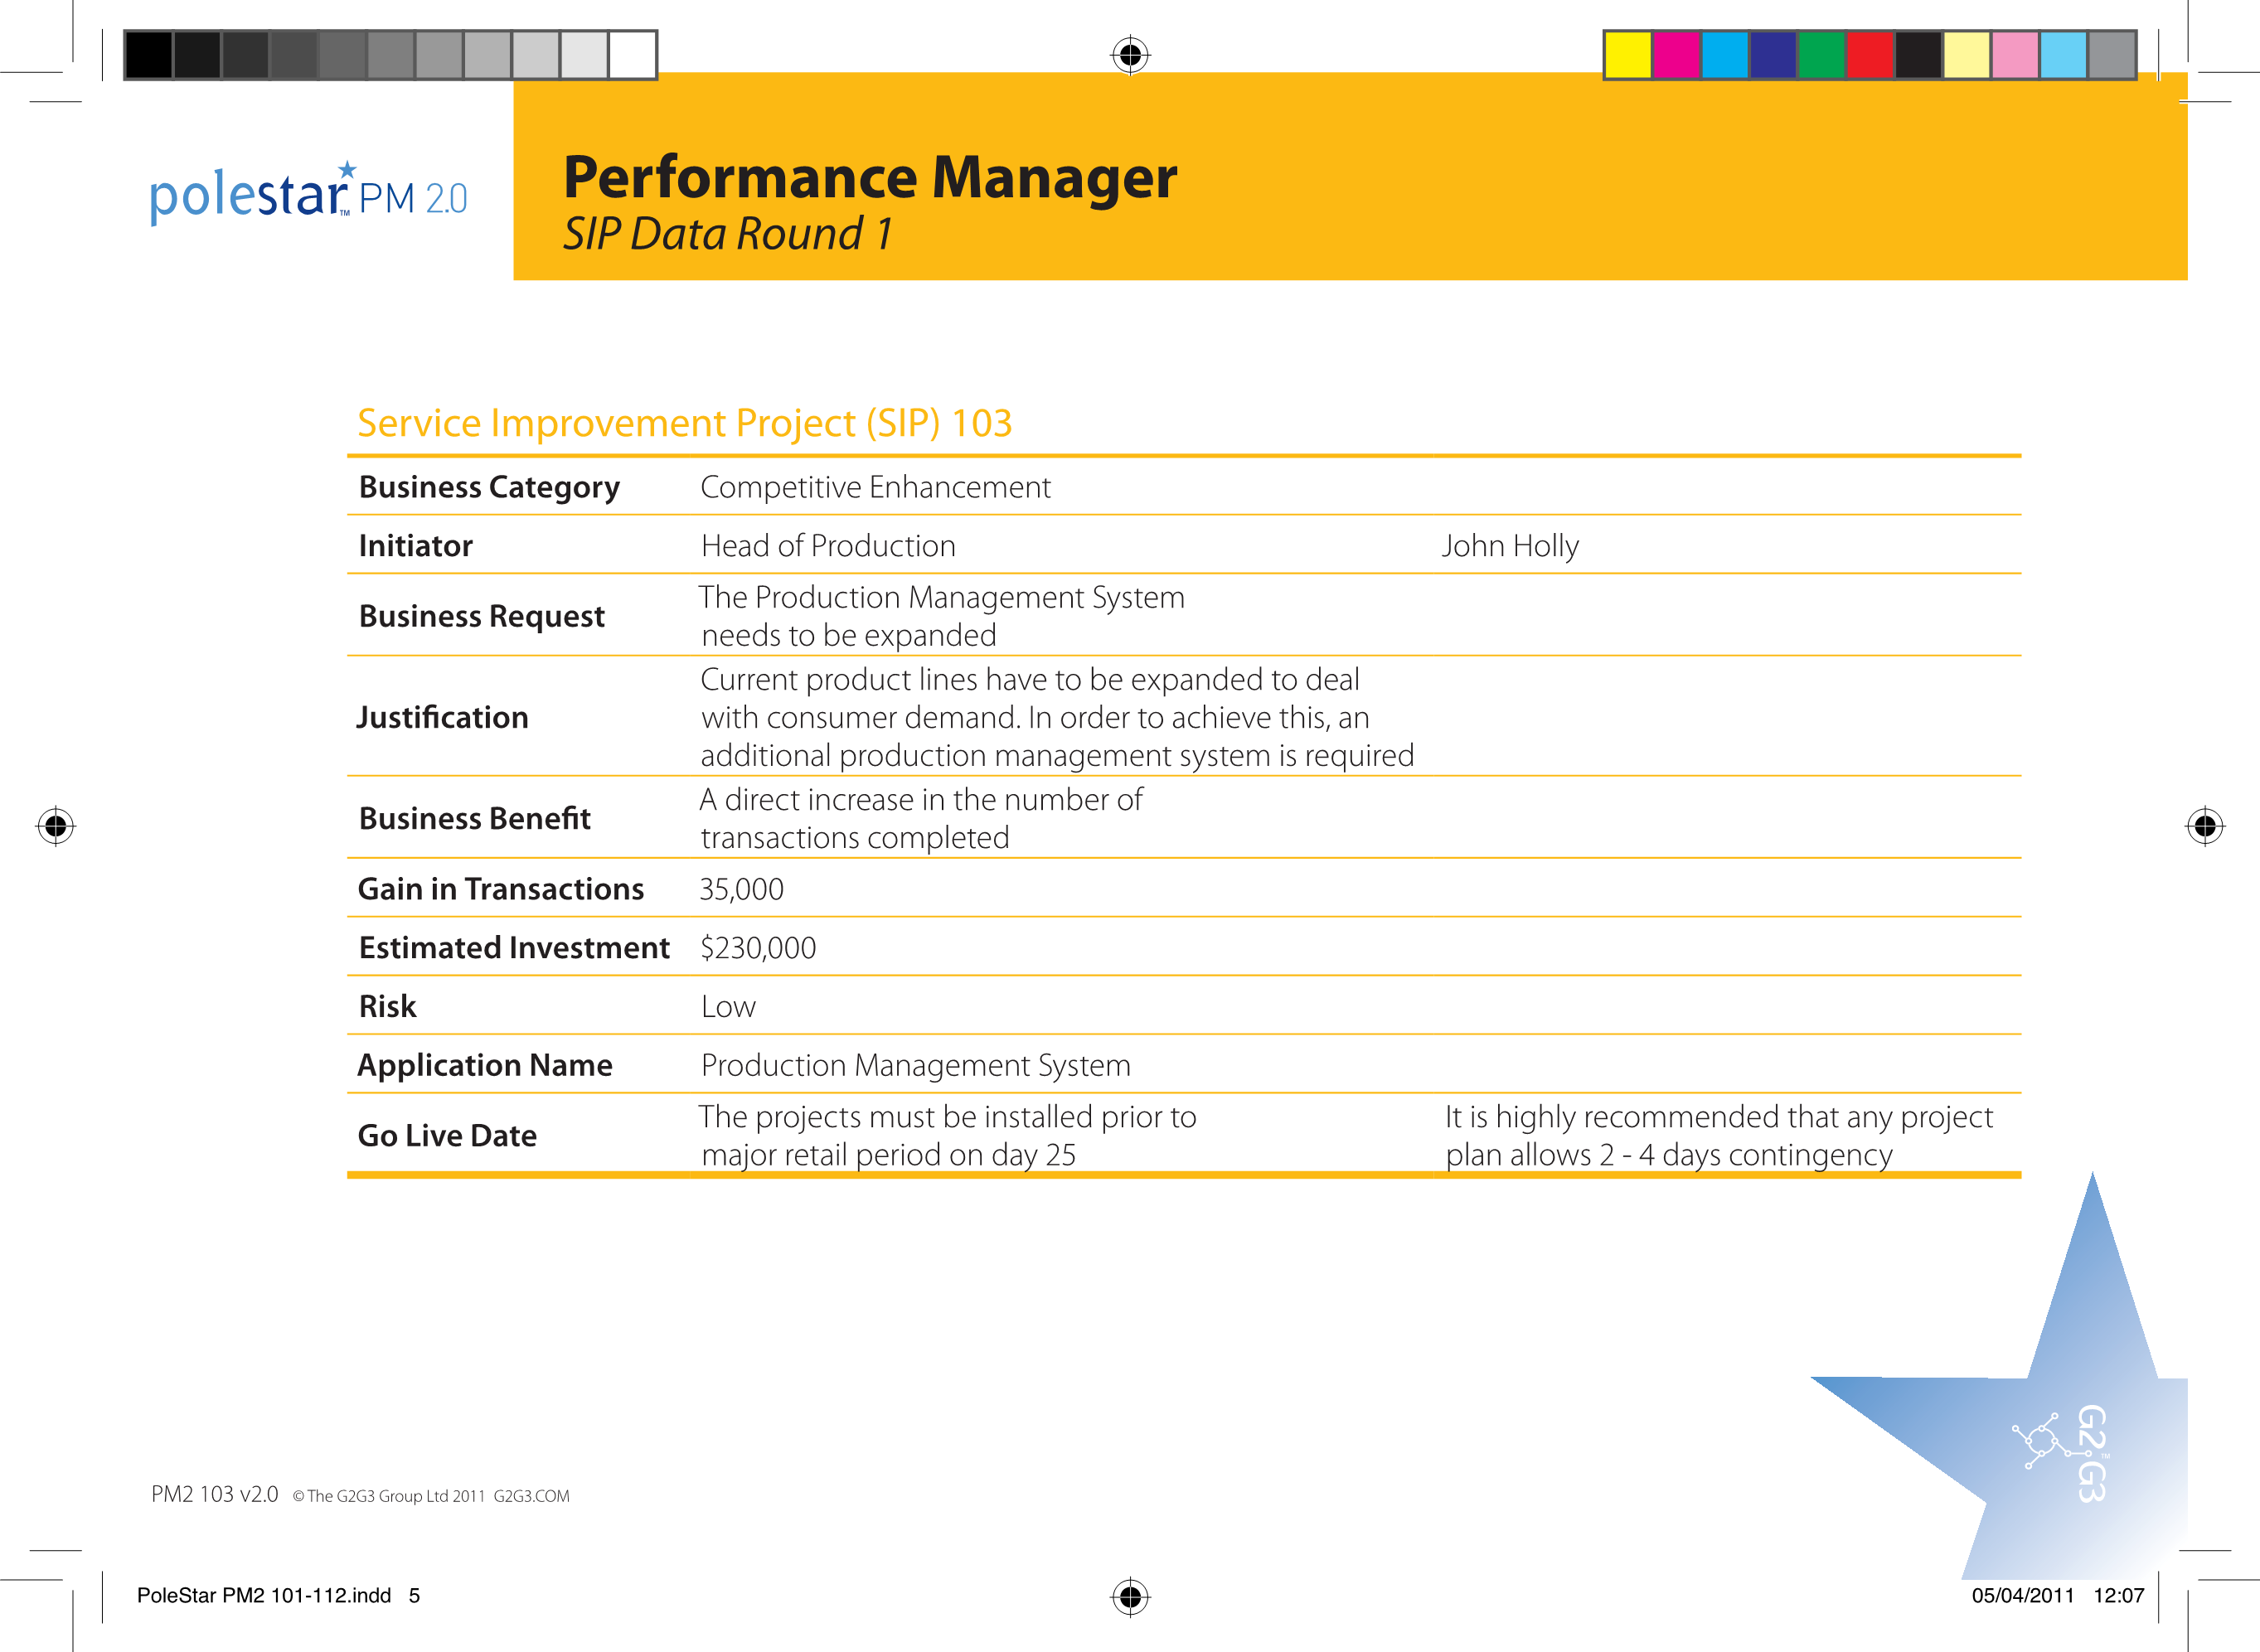 polestar™ PM 2.0
Performance Manager
SIP Data Round 1
Service Improvement Project (SIP) 103
Business Category Competitive Enhancement
Initiator Head of Production John Holly
Business Request The Production Management System
needs to be expanded
Justification Current product lines have to be expanded to deal
with consumer demand. In order to achieve this, an
additional production management system is required
Business Benefit A direct increase in the number of
transactions completed
Gain in Transactions 35,000
Estimated Investment $230,000
Risk Low
Application Name Production Management System
Go Live Date The projects must be installed prior to
major retail period on day 25
It is highly recommended that any project
plan allows 2 - 4 days contingency
G2G3™
PM2 103 v2.0 © The G2G3 Group Ltd 2011 G2G3.COM
PoleStar PM2 101-112.indd 5
05/04/2011 12:07